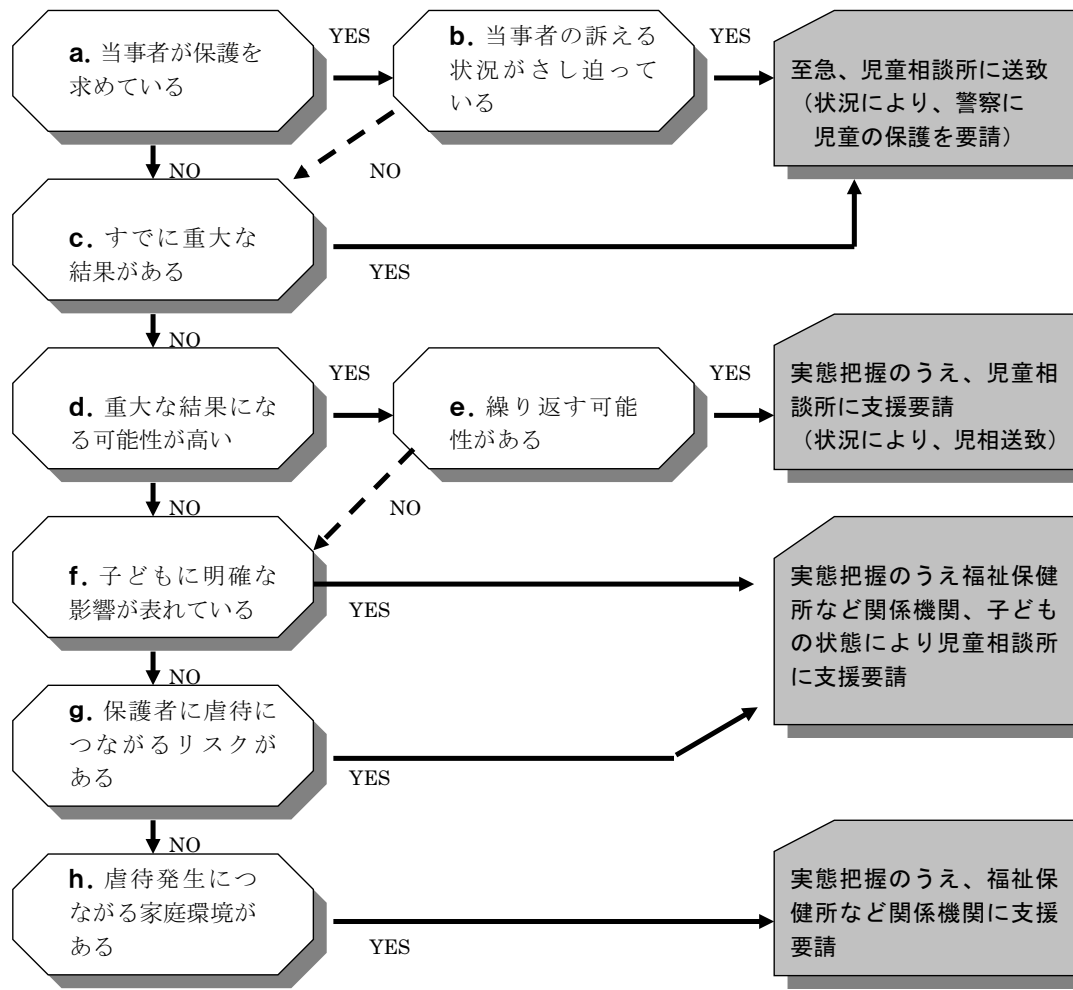 a. 当事者が保護を
求めている
YES
b. 当事者の訴える
状況がさし迫って
いる
YES
至急、児童相談所に送致
（状況により、警察に
児童の保護を要請）
NO
NO
c. すでに重大な
結果がある
YES
NO
d. 重大な結果にな
る可能性が高い
YES
e. 繰り返す可能
性がある
YES
実態把握のうえ、児童相
談所に支援要請
（状況により、児相送致）
NO
NO
f. 子どもに明確な
影響が表れている
YES
実態把握のうえ福祉保健
所など関係機関、子ども
の状態により児童相談所
に支援要請
NO
g. 保護者に虐待に
つながるリスクが
ある
YES
NO
h. 虐待発生につ
ながる家庭環境が
ある
YES
実態把握のうえ、福祉保
健所など関係機関に支援
要請